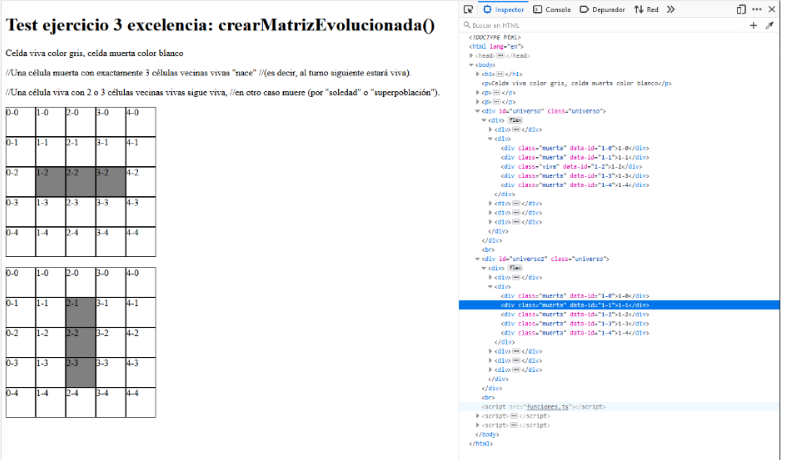 Test ejercicio 3 excelencia: crearMatrizEvolucionada()
Celda viva color gris, celda muerta color blanco
//Una célula muerta con exactamente 3 células vecinas vivas "nace" //(es decir, al turno siguiente estará viva).
//Una célula viva con 2 o 3 células vecinas vivas sigue viva, //en otro caso muere (por "soledad" o "superpoblación").
0-0 1-0 2-0 3-0 4-0
0-1 1-1 2-1 3-1 4-1
0-2 1-2 2-2 3-2 4-2
0-3 1-3 2-3 3-3 4-3
0-4 1-4 2-4 3-4 4-4
0-0 1-0 2-0 3-0 4-0
0-1 1-1 2-1 3-1 4-1
0-2 1-2 2-2 3-2 4-2
0-3 1-3 2-3 3-3 4-3
0-4 1-4 2-4 3-4 4-4
Inspector Consola Depurador Red
Buscar en HTML
<!DOCTYPE html>
<html lang="en">
<head></head>
<body>
<h1></h1>
<p>Celda viva color gris, celda muerta color blanco</p>
<p></p>
<p></p>
<div id="universo" class="universo">
<div> flex
<div></div>
<div>
<div class="muerta" data-id="1-0">1-0</div>
<div class="muerta" data-id="1-1">1-1</div>
<div class="viva" data-id="1-2">1-2</div>
<div class="muerta" data-id="1-3">1-3</div>
<div class="muerta" data-id="1-4">1-4</div>
</div>
<div></div>
<div></div>
<div></div>
</div>
</div>
<br>
<div id="universo2" class="universo">
<div> flex
<div></div>
<div>
<div class="muerta" data-id="1-0">1-0</div>
<div class="muerta" data-id="1-1">1-1</div>
<div class="muerta" data-id="1-2">1-2</div>
<div class="muerta" data-id="1-3">1-3</div>
<div class="muerta" data-id="1-4">1-4</div>
</div>
<div></div>
<div></div>
<div></div>
</div>
</div>
<br>
<script src="funciones.js"></script>
<script></script>
<script></script>
</body>
</html>